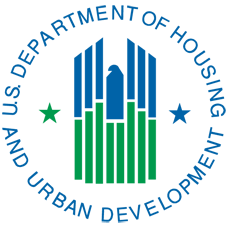 U.S. DEPARTMENT OF HOUSING
AND URBAN DEVELOPMENT